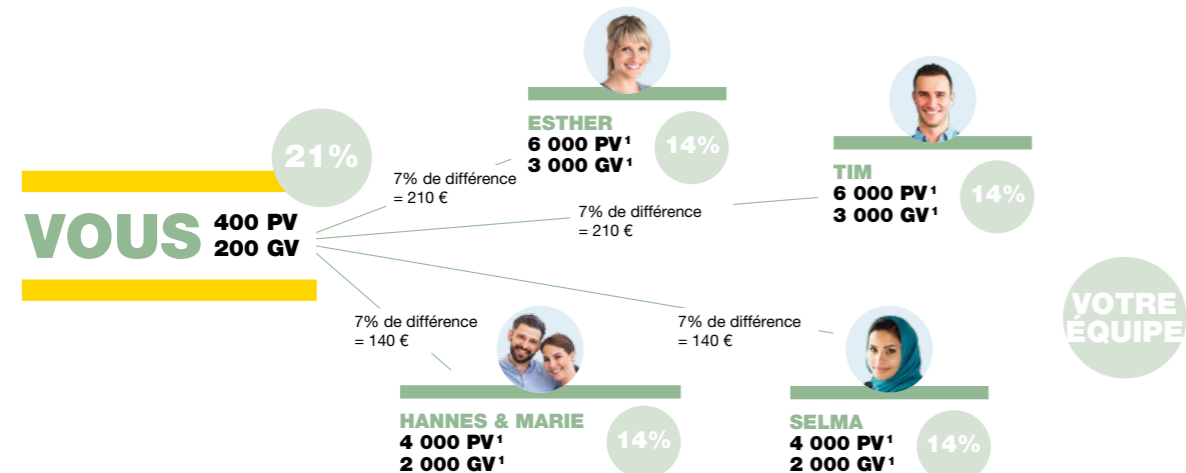 ESTHER
6 000 PV¹
3 000 GV¹
14%
TIM
6 000 PV¹
3 000 GV¹
14%
21%
7% de différence
= 210 €
7% de différence
= 210 €
VOUS
400 PV
200 GV
VOTRE
ÉQUIPE
7% de différence
= 140 €
7% de différence
= 140 €
HANNES & MARIE
4 000 PV¹
2 000 GV¹
14%
SELMA
4 000 PV¹
2 000 GV¹
14%